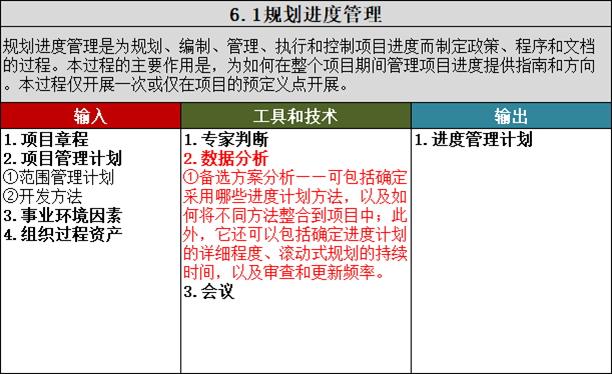 6.1规划进度管理
规划进度管理是为规划、编制、管理、执行和控制项目进度而制定政策、程序和文档
的过程。本过程的主要作用是，为如何在整个项目期间管理项目进度提供指南和方向
。本过程仅开展一次或仅在项目的预定义点开展。
输入
工具和技术
输出
1.项目章程
2.项目管理计划
①范围管理计划
②开发方法
3.事业环境因素
4.组织过程资产
1.专家判断
2.数据分析
①备选方案分析——可包括确定
采用哪些进度计划方法，以及如
何将不同方法整合到项目中；此
外，它还可以包括确定进度计划
的详细程度、滚动式规划的持续
时间，以及审查和更新频率。
3.会议
1.进度管理计划